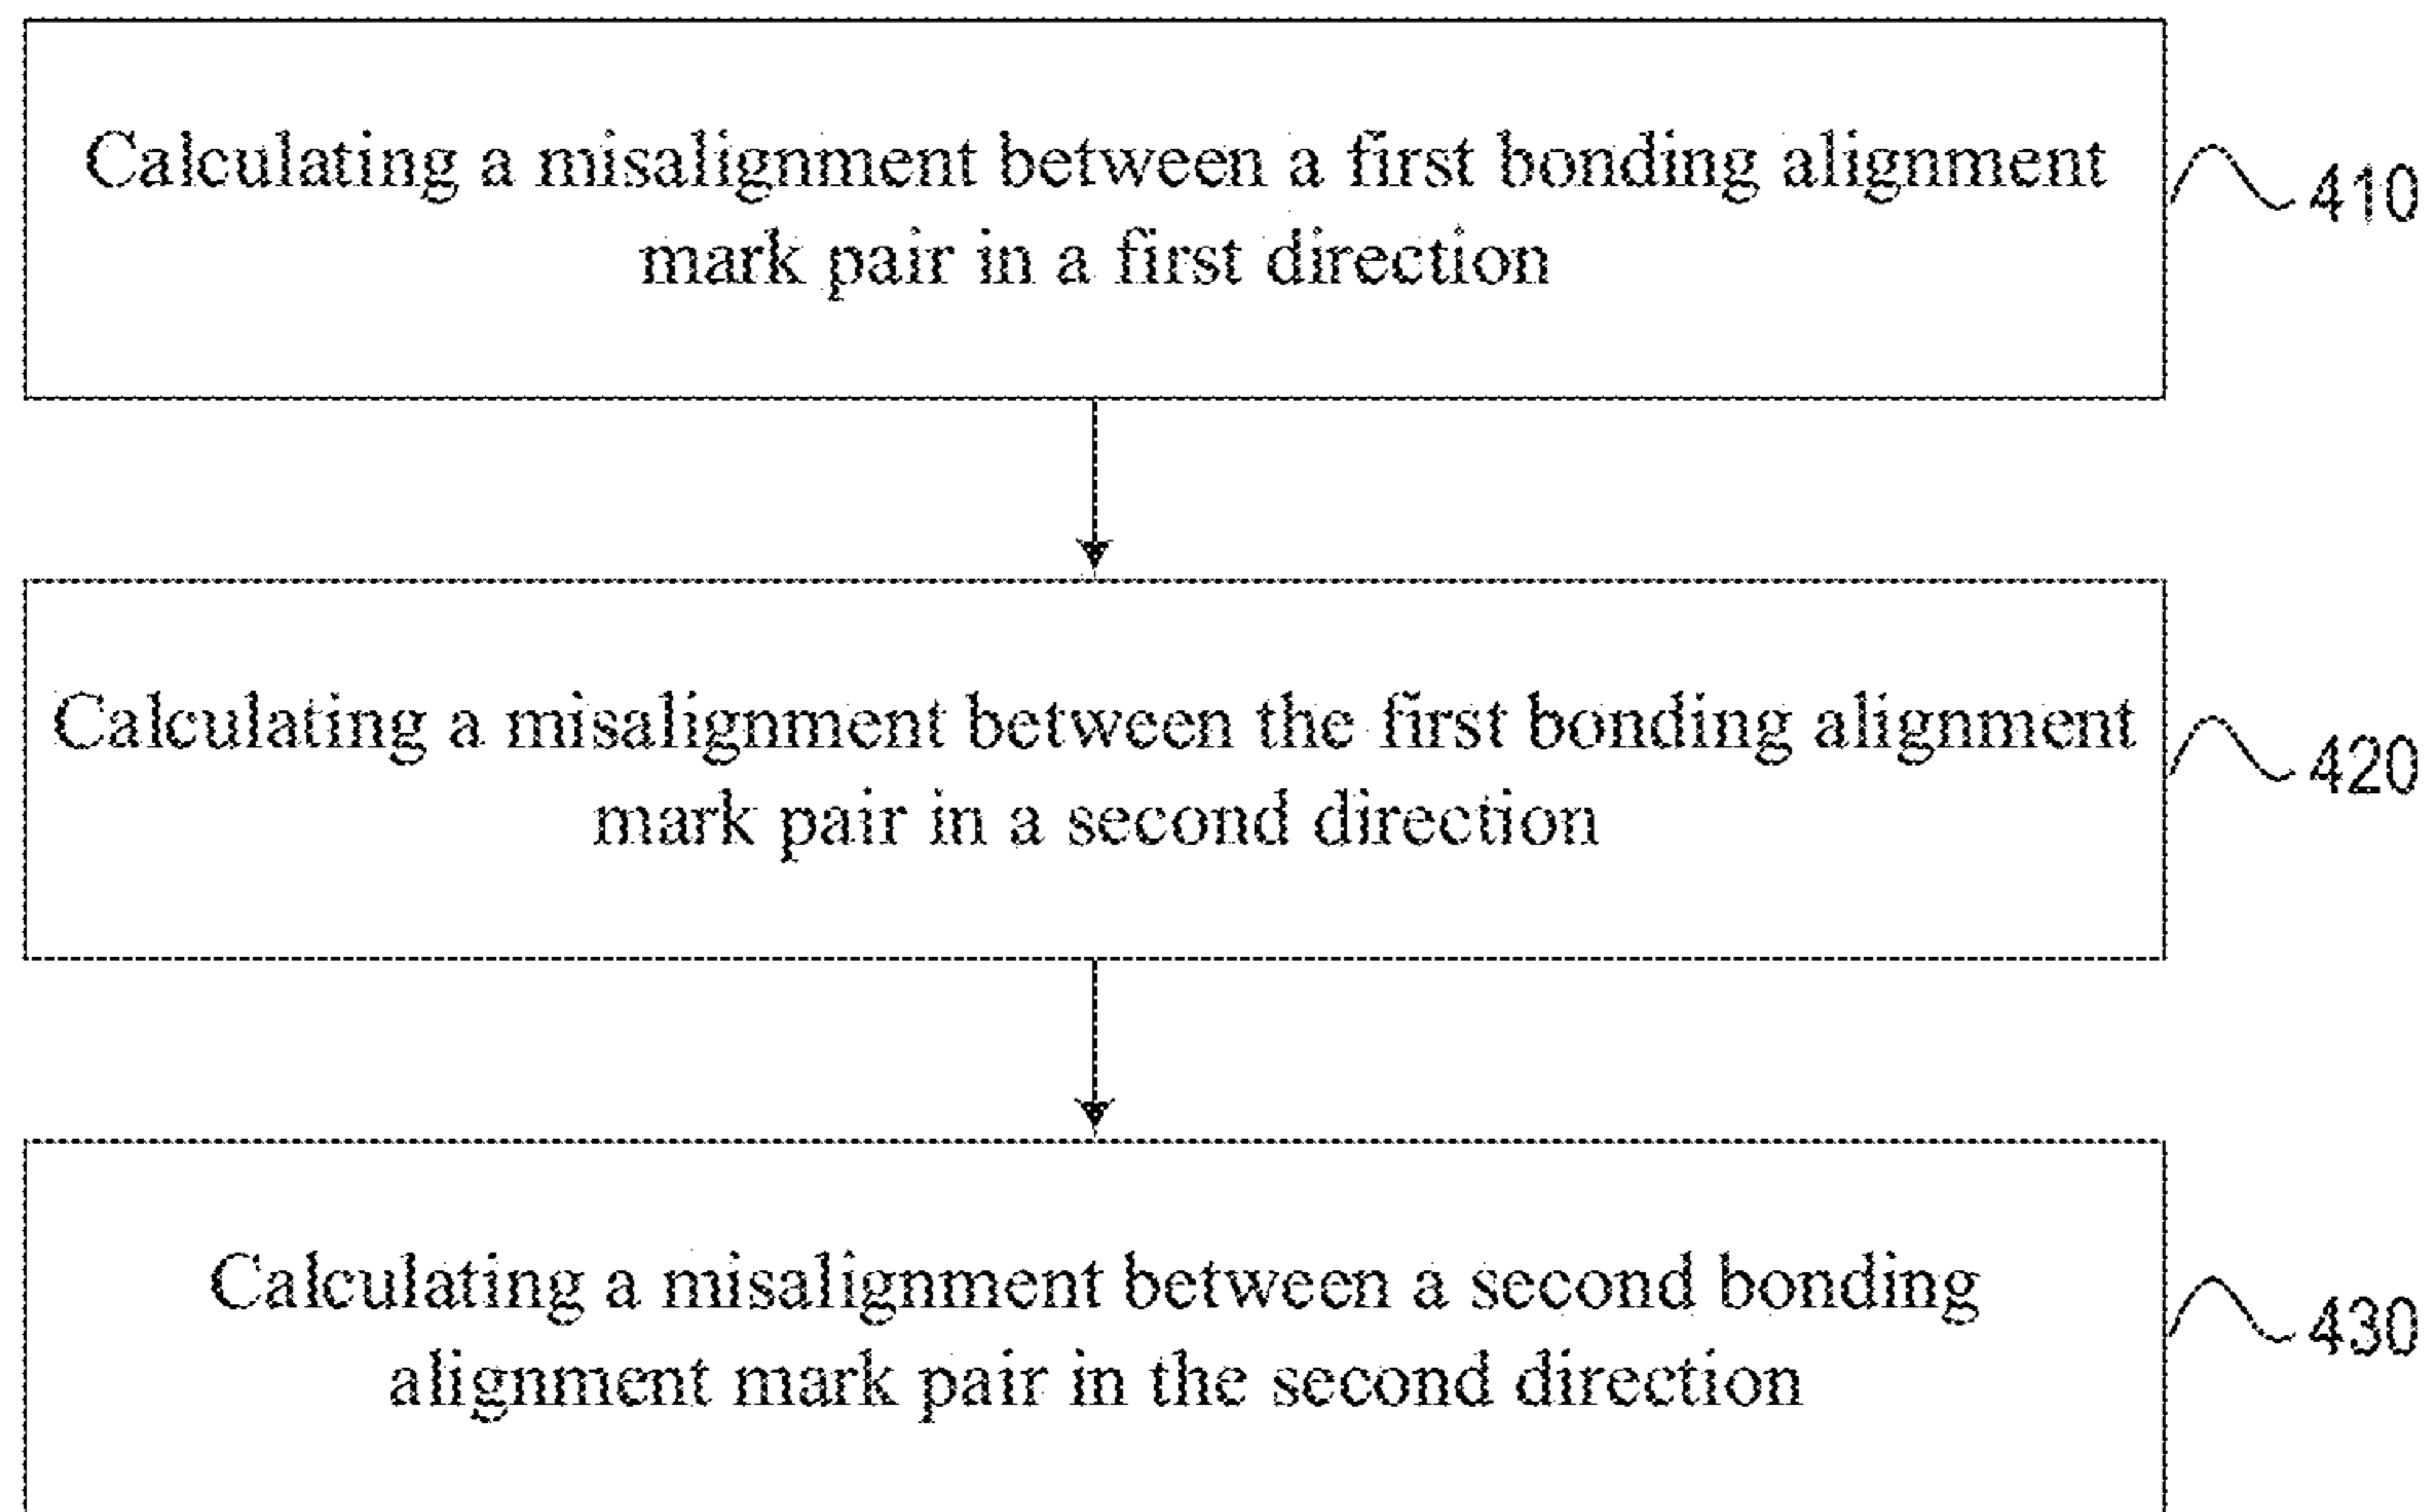 Calculating a misalignment between a first bonding alignment
mark pair in a first direction
410
Calculating a misalignment between the first bonding alignment
mark pair in a second direction
420
Calculating a misalignment between a second bonding
alignment mark pair in the second direction
430